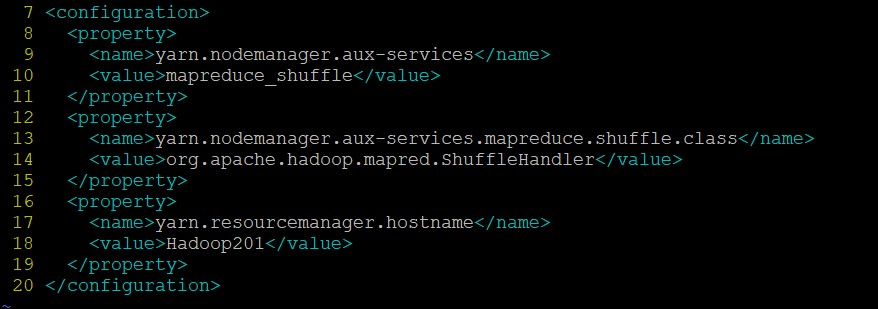 7 <configuration>
8   <property>
9     <name>yarn.nodemanager.aux-services</name>
10     <value>mapreduce_shuffle</value>
11   </property>
12   <property>
13     <name>yarn.nodemanager.aux-services.mapreduce.shuffle.class</name>
14     <value>org.apache.hadoop.mapred.ShuffleHandler</value>
15   </property>
16   <property>
17     <name>yarn.resourcemanager.hostname</name>
18     <value>Hadoop201</value>
19   </property>
20 </configuration>
~